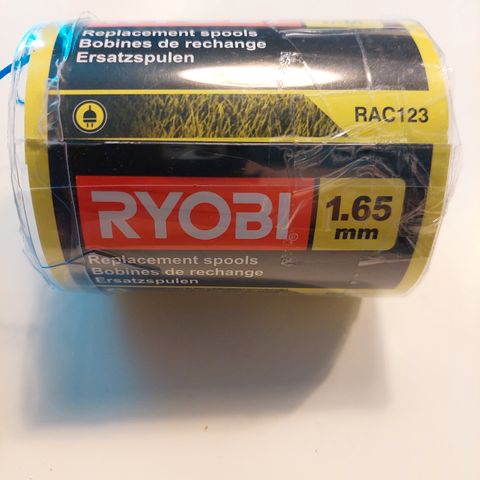 Replacement spools
Bobines de rechange
Ersatzspulen
RAC123
RYOBI
1.65
mm
Replacement spools
Bobines de rechange
Ersatzspulen